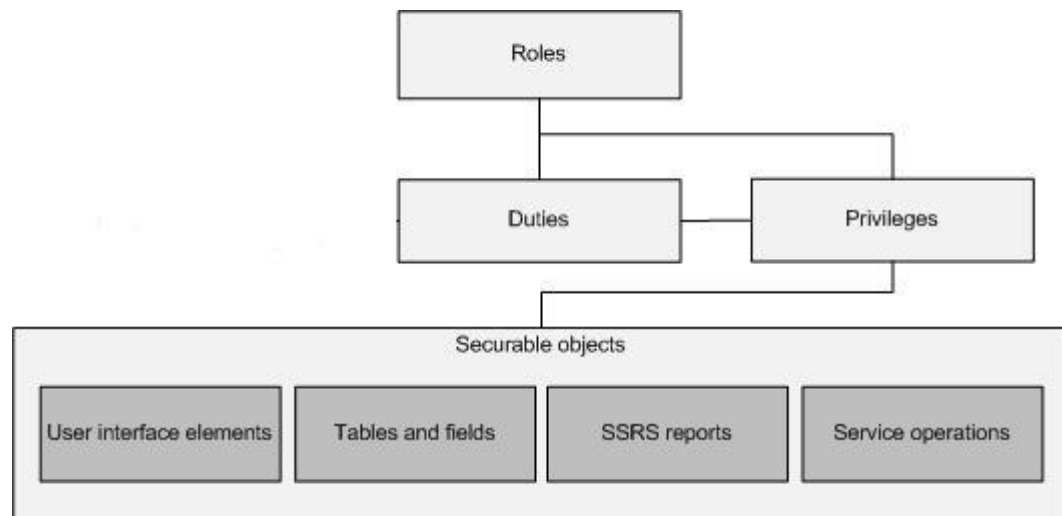 Roles
Duties
Privileges
Securable objects
User interface elements
Tables and fields
SSRS reports
Service operations